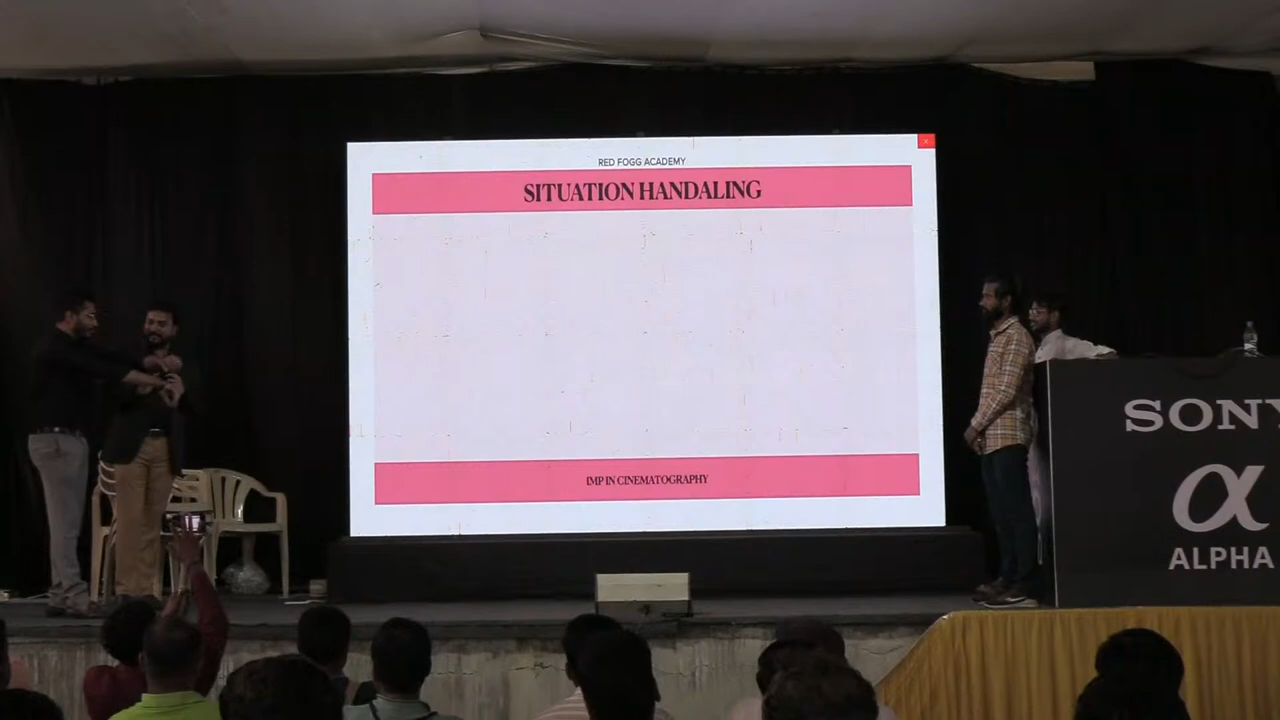 RED FOGG ACADEMY
SITUATION HANDALING
IMP IN CINEMATOGRAPHY
SONY
α
ALPHA